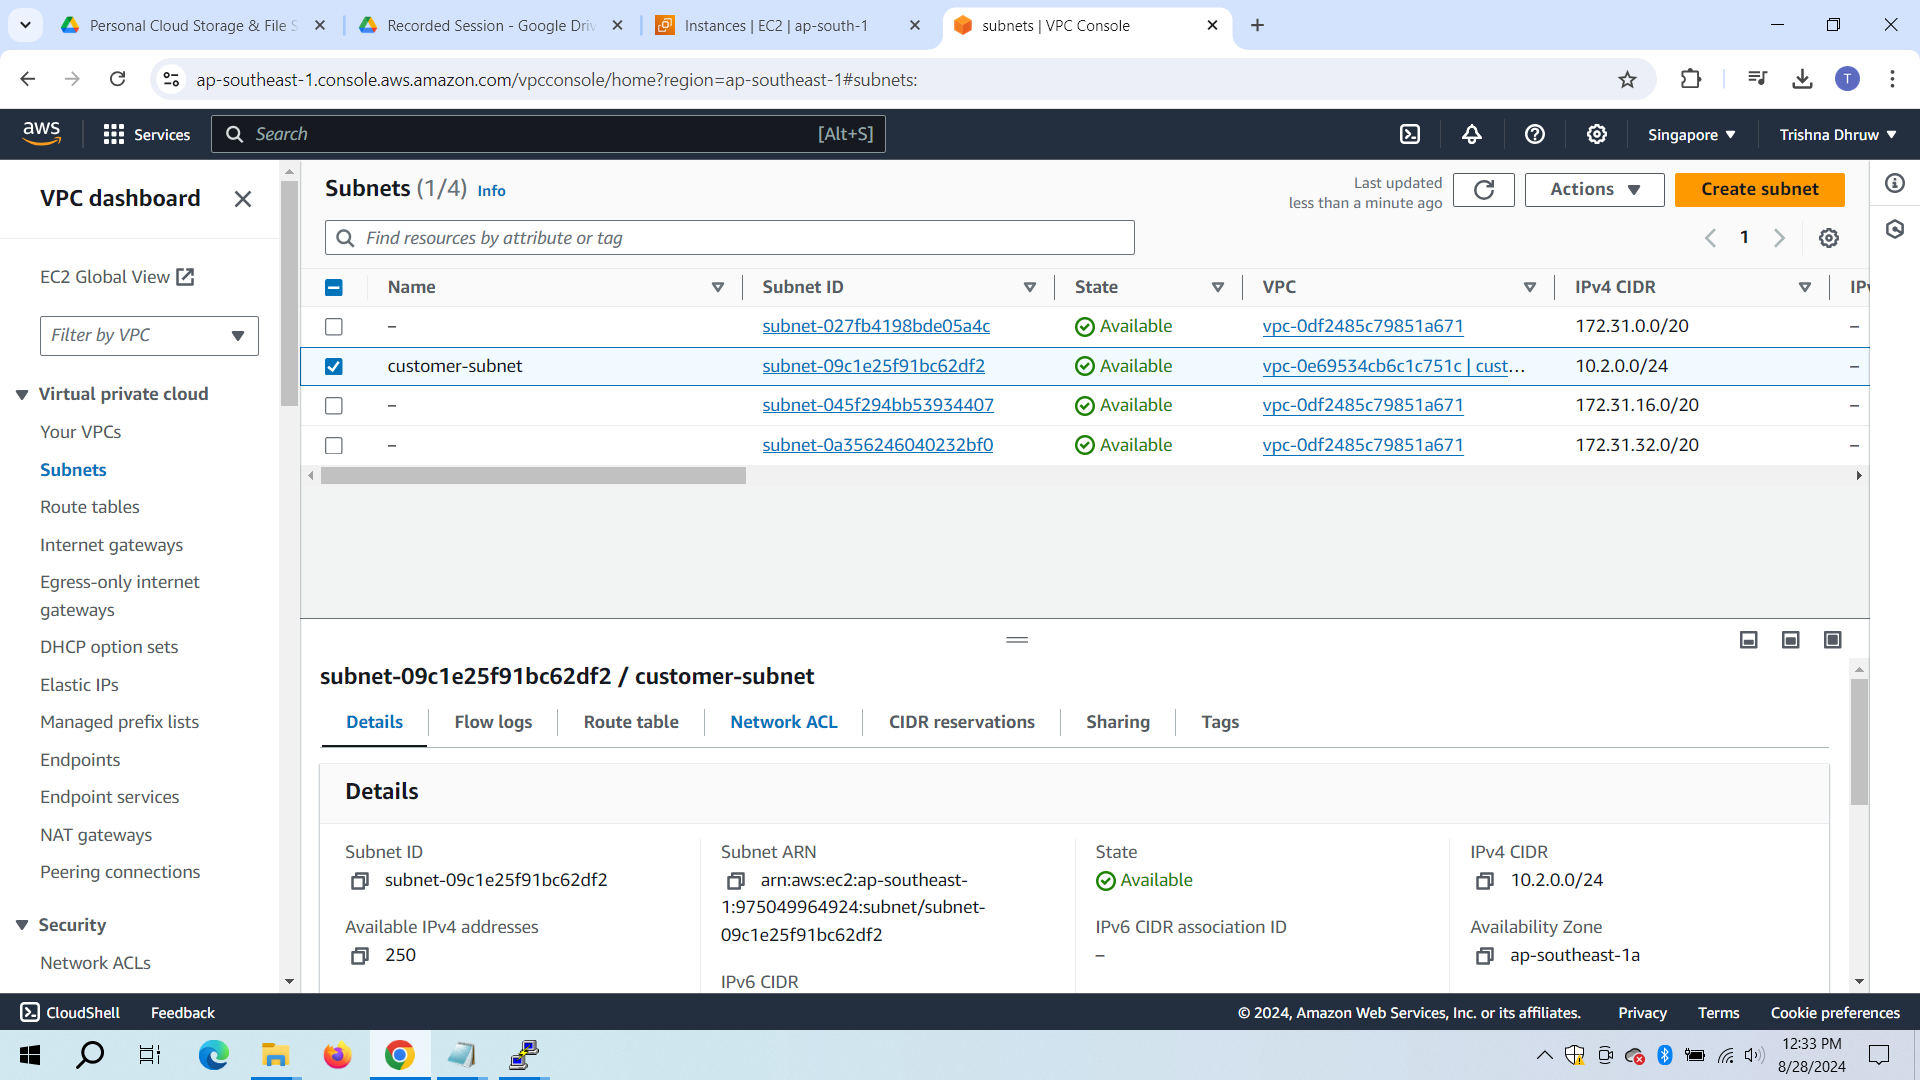 Personal Cloud Storage & File S
Recorded Session - Google Driv
Instances | EC2 | ap-south-1
subnets | VPC Console
ap-southeast-1.console.aws.amazon.com/vpcconsole/home?region=ap-southeast-1#subnets:
T
aws
Services
Search
[Alt+S]
Singapore
Trishna Dhruw
VPC dashboard
EC2 Global View
Filter by VPC
Virtual private cloud
Your VPCs
Subnets
Route tables
Internet gateways
Egress-only internet
gateways
DHCP option sets
Elastic IPs
Managed prefix lists
Endpoints
Endpoint services
NAT gateways
Peering connections
Security
Network ACLs
Subnets (1/4) Info
Last updated
less than a minute ago
Actions
Create subnet
Find resources by attribute or tag
1
Name Subnet ID State VPC IPv4 CIDR IPv
– subnet-027fb4198bde05a4c Available vpc-0df2485c79851a671 172.31.0.0/20 –
customer-subnet subnet-09c1e25f91bc62df2 Available vpc-0e69534cb6c1c751c | cust... 10.2.0.0/24 –
– subnet-045f294bb53934407 Available vpc-0df2485c79851a671 172.31.16.0/20 –
– subnet-0a356246040232bf0 Available vpc-0df2485c79851a671 172.31.32.0/20 –
subnet-09c1e25f91bc62df2 / customer-subnet
Details Flow logs Route table Network ACL CIDR reservations Sharing Tags
Details
Subnet ID
subnet-09c1e25f91bc62df2
Available IPv4 addresses
250
Subnet ARN
arn:aws:ec2:ap-southeast-
1:975049964924:subnet/subnet-
09c1e25f91bc62df2
IPv6 CIDR
State
Available
IPv6 CIDR association ID
–
IPv4 CIDR
10.2.0.0/24
Availability Zone
ap-southeast-1a
CloudShell Feedback
© 2024, Amazon Web Services, Inc. or its affiliates. Privacy Terms Cookie preferences
12:33 PM
8/28/2024